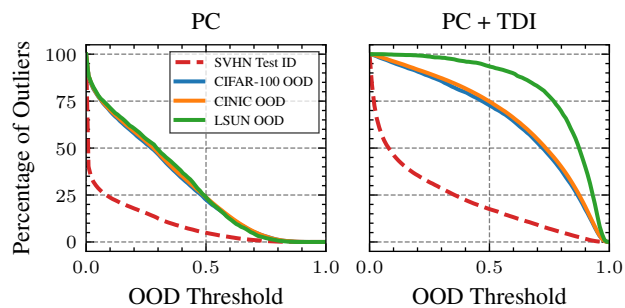 PC
PC + TDI
Percentage of Outliers
100
75
50
25
0
SVHN Test ID
CIFAR-100 OOD
CINIC OOD
LSUN OOD
0.0
0.5
1.0
0.0
0.5
1.0
OOD Threshold
OOD Threshold